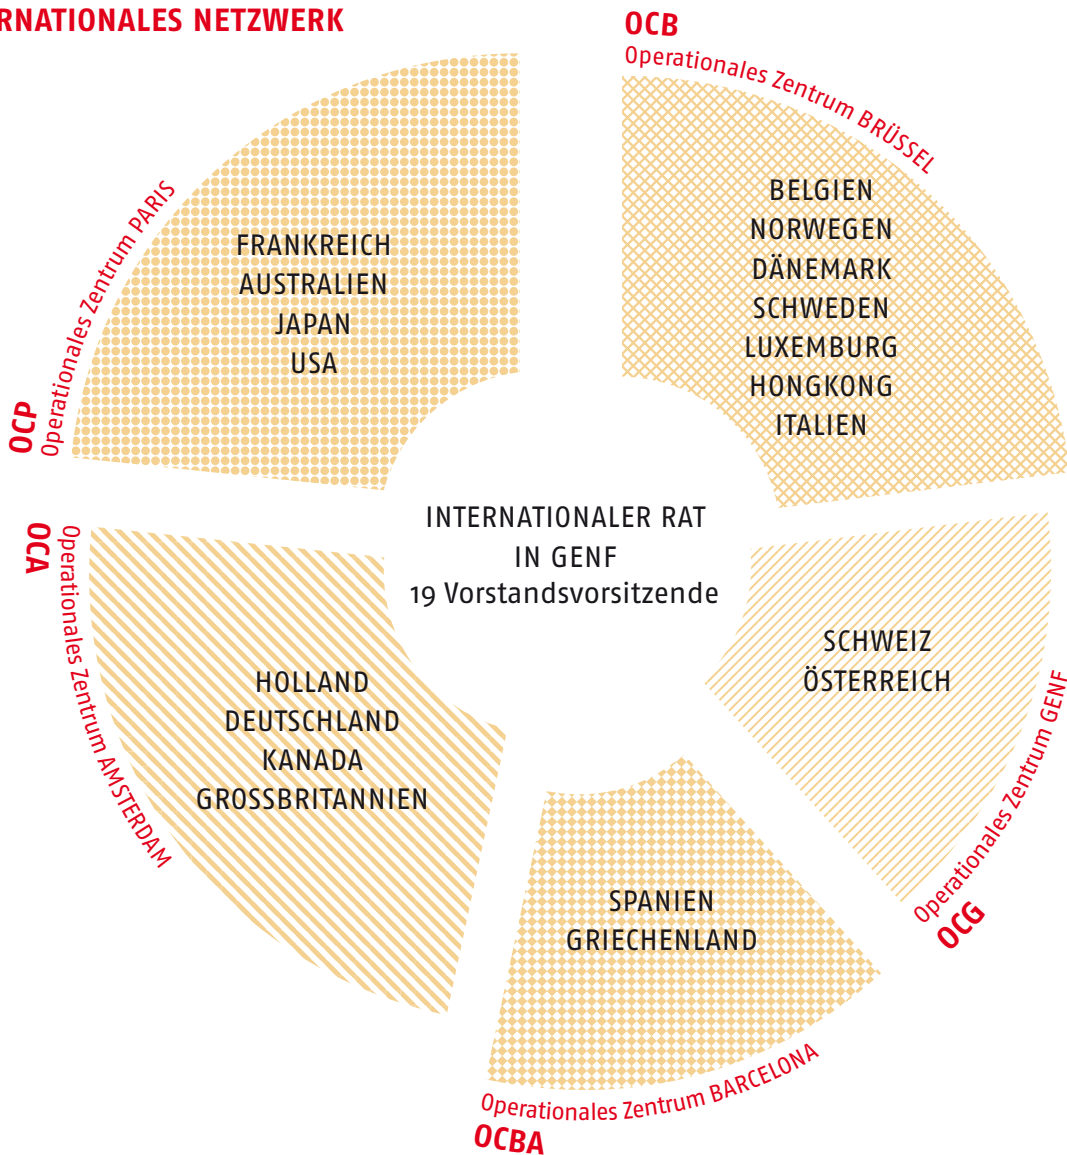 RNATIONALES NETZWERK
OCB
Operationales Zentrum BRÜSSEL
BELGIEN
NORWEGEN
DÄNEMARK
SCHWEDEN
LUXEMBURG
HONGKONG
ITALIEN
OCP
Operationales Zentrum PARIS
FRANKREICH
AUSTRALIEN
JAPAN
USA
INTERNATIONALER RAT
IN GENF
19 Vorstandsvorsitzende
OCA
Operationales Zentrum AMSTERDAM
HOLLAND
DEUTSCHLAND
KANADA
GROSSBRITANNIEN
SCHWEIZ
ÖSTERREICH
Operationales Zentrum GENF
OCG
SPANIEN
GRIECHENLAND
Operationales Zentrum BARCELONA
OCBA